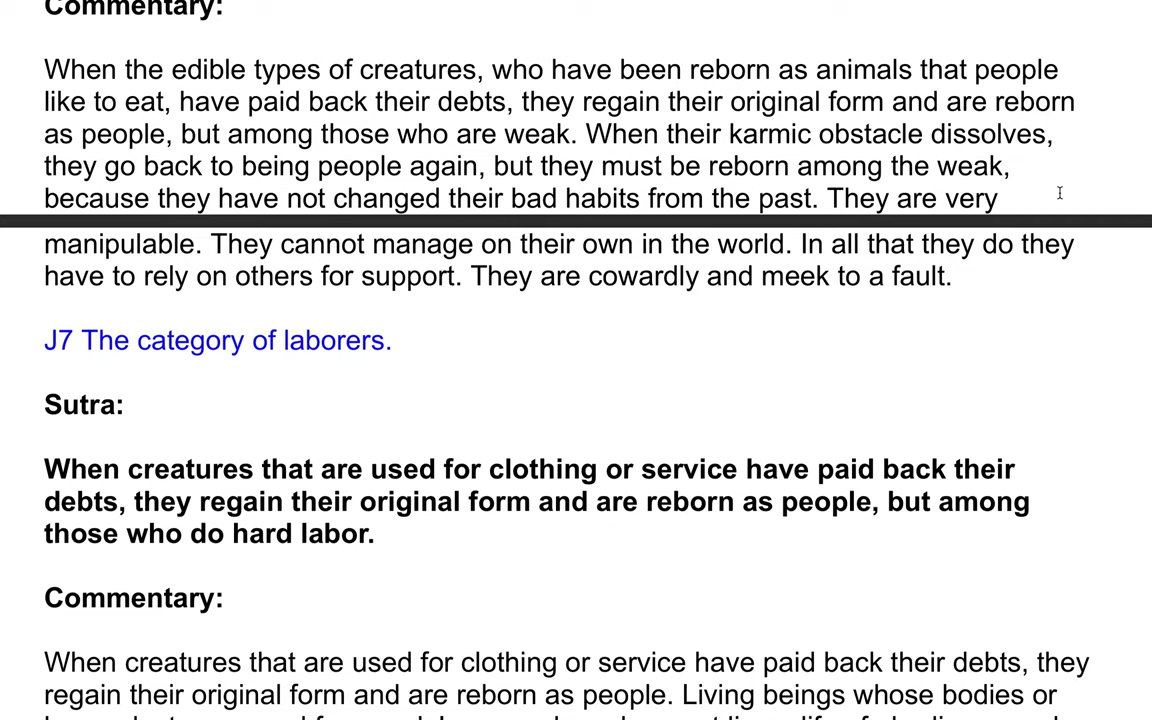 Commentary:
When the edible types of creatures, who have been reborn as animals that people
like to eat, have paid back their debts, they regain their original form and are reborn
as people, but among those who are weak. When their karmic obstacle dissolves,
they go back to being people again, but they must be reborn among the weak,
because they have not changed their bad habits from the past. They are very
manipulable. They cannot manage on their own in the world. In all that they do they
have to rely on others for support. They are cowardly and meek to a fault.
J7 The category of laborers.
Sutra:
When creatures that are used for clothing or service have paid back their
debts, they regain their original form and are reborn as people, but among
those who do hard labor.
Commentary:
When creatures that are used for clothing or service have paid back their debts, they
regain their original form and are reborn as people. Living beings whose bodies or